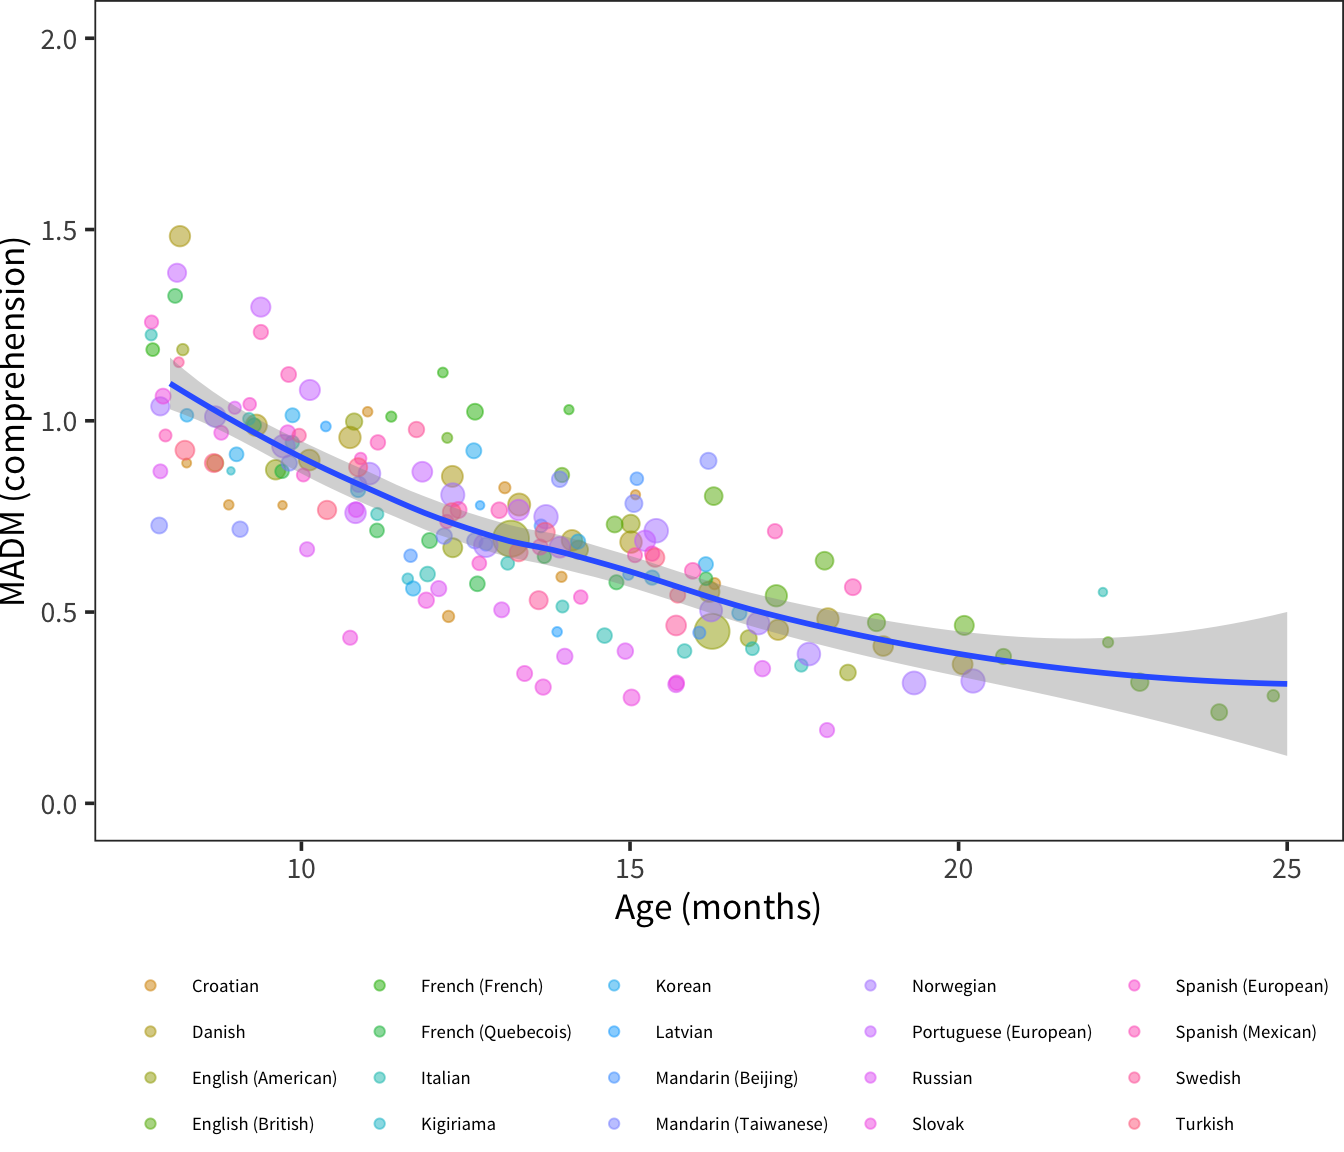 MADM (comprehension)
2.0
1.5
1.0
0.5
0.0
10 15 20 25
Age (months)
Croatian French (French) Korean Norwegian Spanish (European)
Danish French (Quebecois) Latvian Portuguese (European) Spanish (Mexican)
English (American) Italian Mandarin (Beijing) Russian Swedish
English (British) Kigiriama Mandarin (Taiwanese) Slovak Turkish